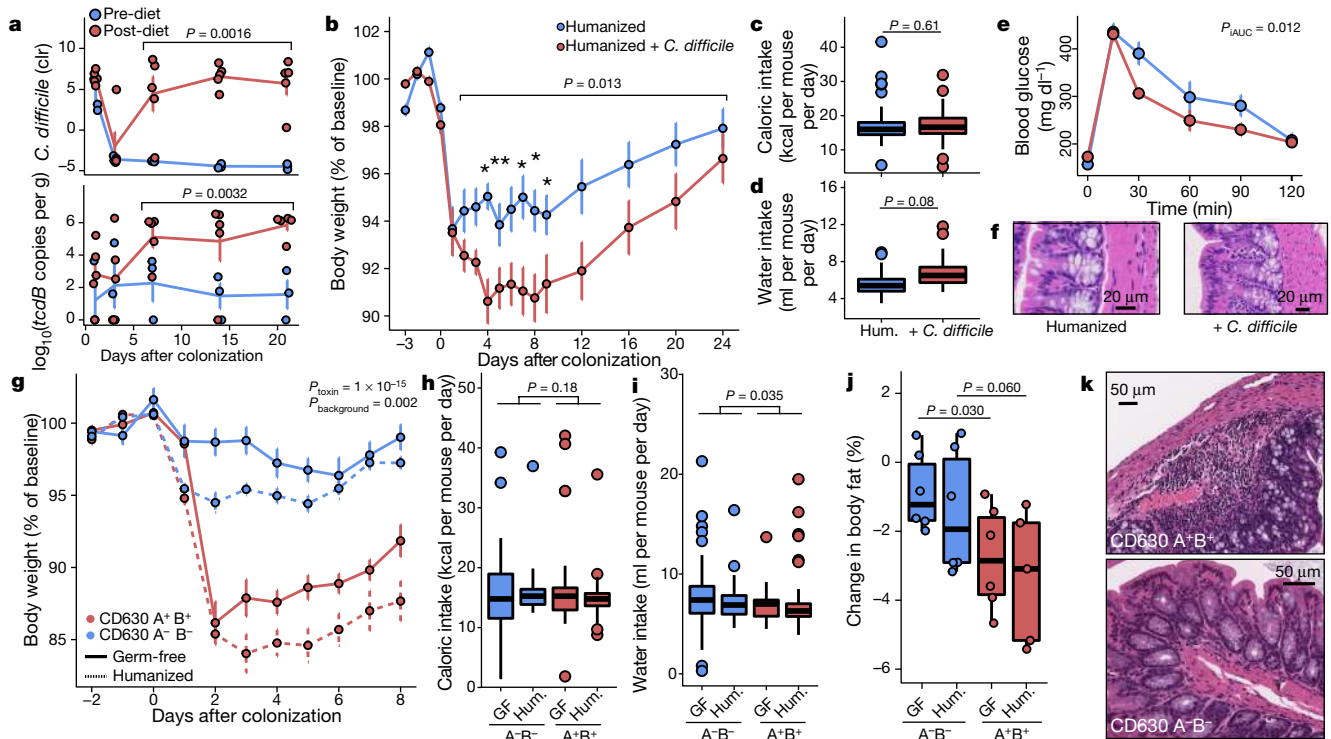 a
Pre-diet
Post-diet
P = 0.0016
C. difficile (clr)
10
5
0
−5
P = 0.0032
log10(tcdB copies per g)
6
4
2
0
0 5 10 15 20
Days after colonization
b
Humanized
Humanized + C. difficile
P = 0.013
Body weight (% of baseline)
102
100
98
96
94
92
90
* ** * * *
−3 0 4 8 12 16 20 24
Days after colonization
c
P = 0.61
Caloric intake
(kcal per mouse
per day)
50
40
30
20
10
0
d
P = 0.08
Water intake
(ml per mouse
per day)
16
12
8
4
Hum. + C. difficile
e
PiAUC = 0.012
Blood glucose
(mg dl−1)
400
300
200
0 30 60 90 120
Time (min)
f
20 μm
Humanized
20 μm
+ C. difficile
g
Ptoxin = 1 × 10−15
Pbackground = 0.002
Body weight (% of baseline)
100
95
90
85
CD630 A+ B+
CD630 A− B−
Germ-free
Humanized
−2 0 2 4 6 8
Days after colonization
h
P = 0.18
Caloric intake (kcal per mouse per day)
50
40
30
20
10
0
GF Hum. GF Hum.
A−B− A+B+
i
P = 0.035
Water intake (ml per mouse per day)
30
20
10
0
GF Hum. GF Hum.
A−B− A+B+
j
P = 0.060
P = 0.030
Change in body fat (%)
2
0
−2
−4
−6
GF Hum. GF Hum.
A−B− A+B+
k
50 μm
CD630 A+B+
50 μm
CD630 A−B−